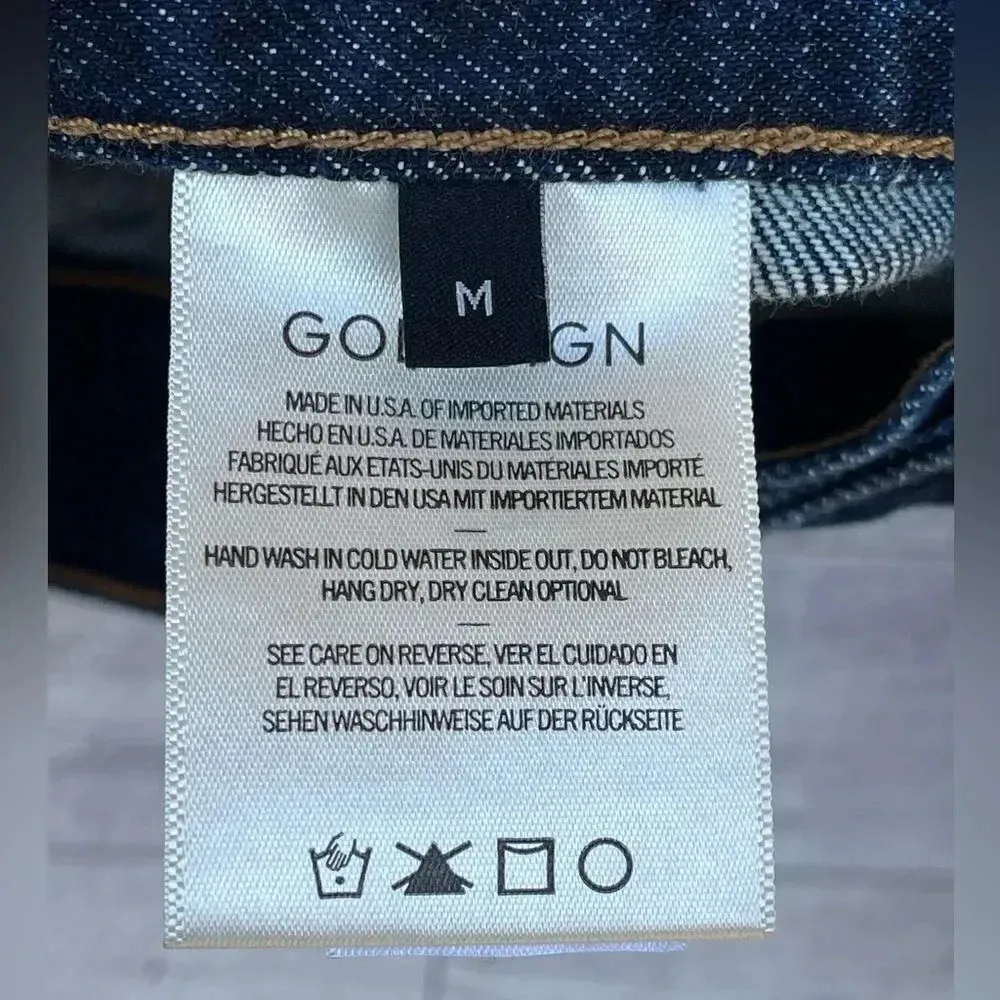 M
MADE IN U.S.A. OF IMPORTED MATERIALS
HECHO EN U.S.A. DE MATERIALES IMPORTADOS
FABRIQUÉ AUX ETATS-UNIS DU MATERIALES IMPORTÉ
HERGESTELLT IN DEN USA MIT IMPORTIERTEM MATERIAL
HAND WASH IN COLD WATER INSIDE OUT, DO NOT BLEACH,
HANG DRY, DRY CLEAN OPTIONAL
SEE CARE ON REVERSE, VER EL CUIDADO EN
EL REVERSO, VOIR LE SOIN SUR L'INVERSE,
SEHEN WASCHHINWEISE AUF DER RÜCKSEITE